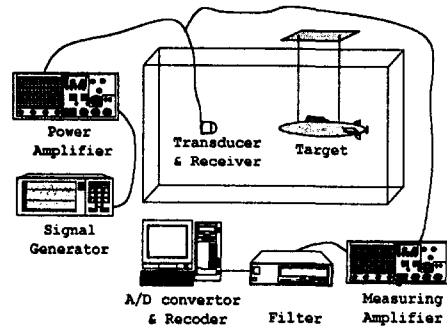 Power
Amplifier
Transducer
& Receiver
Target
Signal
Generator
A/D convertor
& Recoder
Filter
Measuring
Amplifier